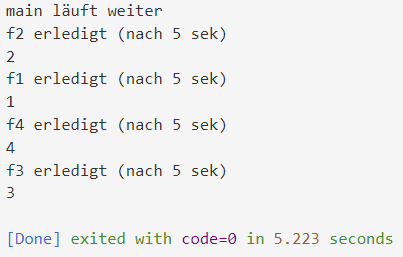 main läuft weiter
f2 erledigt (nach 5 sek)
2
f1 erledigt (nach 5 sek)
1
f4 erledigt (nach 5 sek)
4
f3 erledigt (nach 5 sek)
3
[Done] exited with code=0 in 5.223 seconds